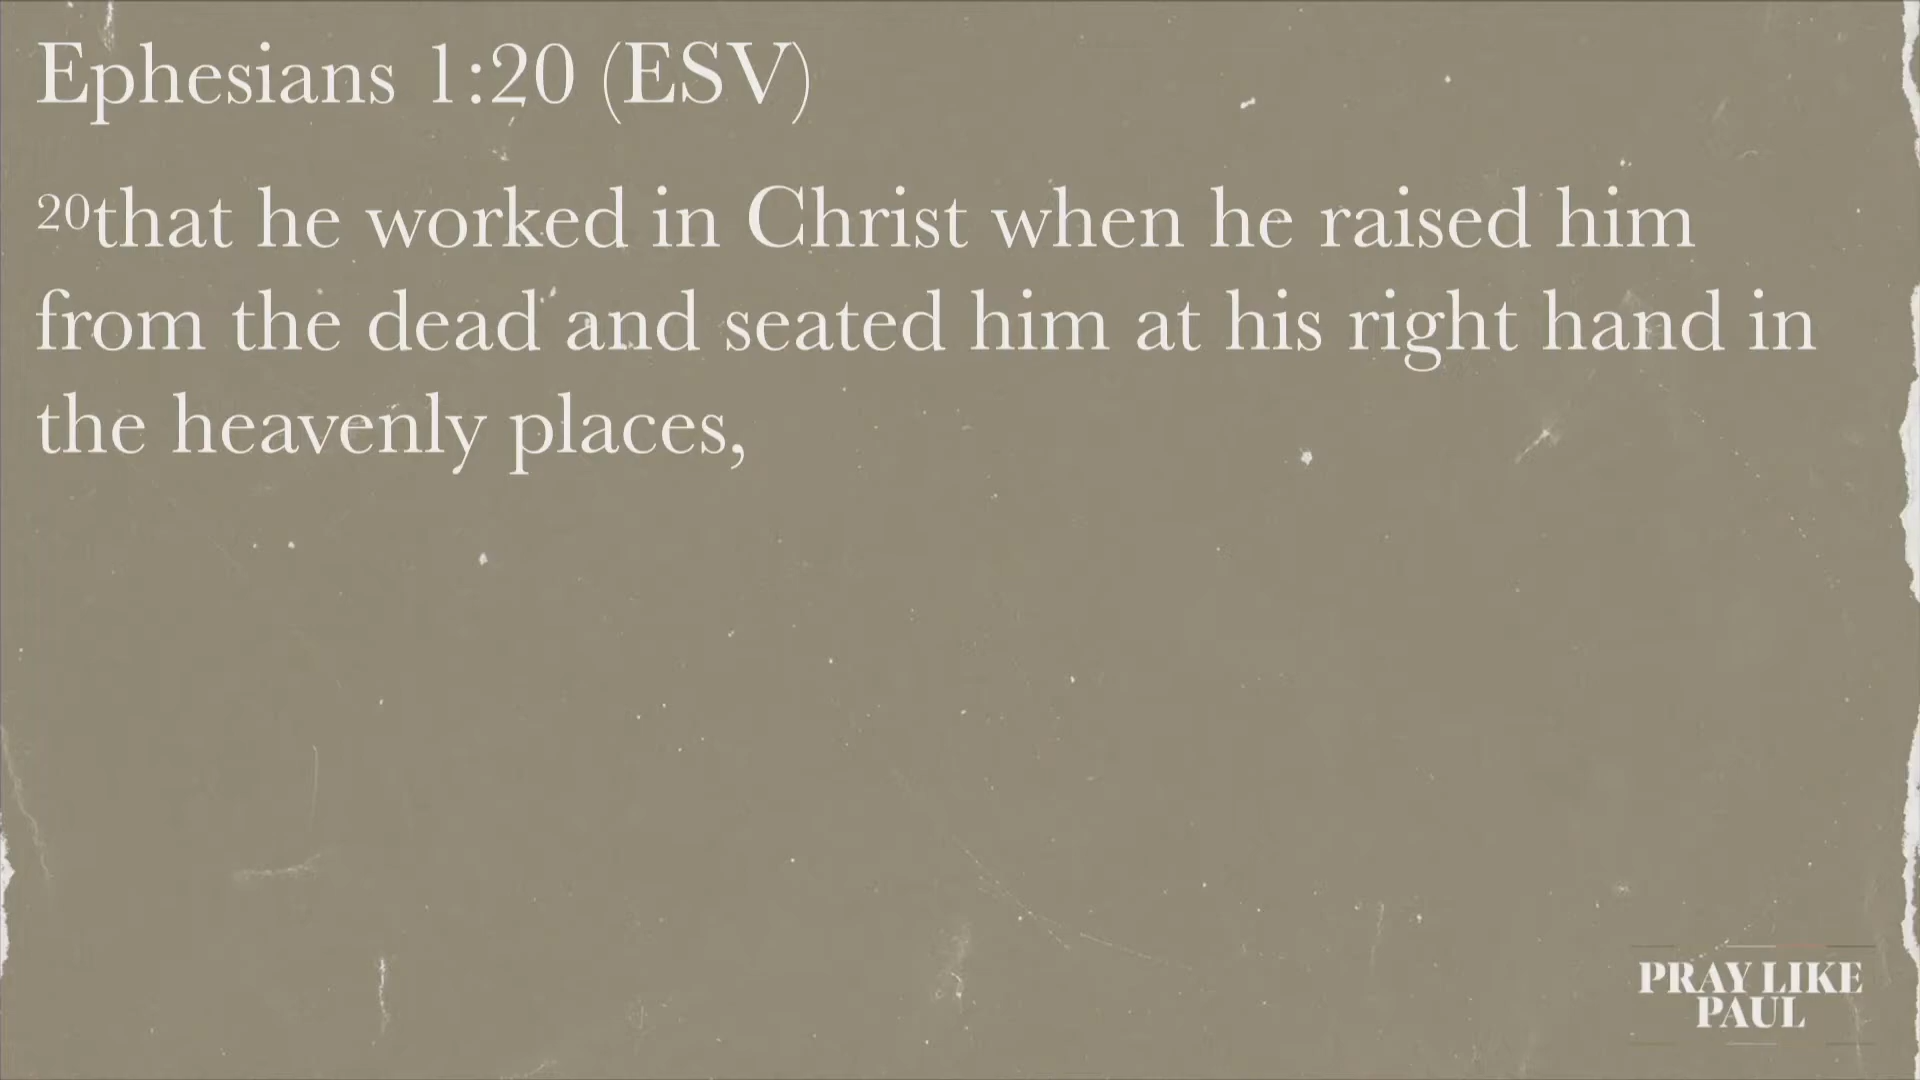 Ephesians 1:20 (ESV)
20that he worked in Christ when he raised him
from the dead and seated him at his right hand in
the heavenly places,
PRAY LIKE
PAUL